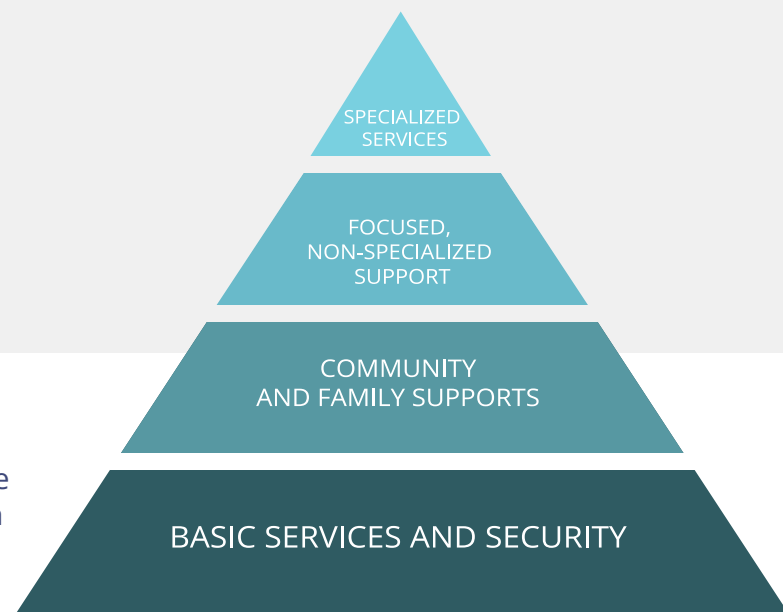 SPECIALIZED
SERVICES
FOCUSED,
NON-SPECIALIZED
SUPPORT
COMMUNITY
AND FAMILY SUPPORTS
BASIC SERVICES AND SECURITY